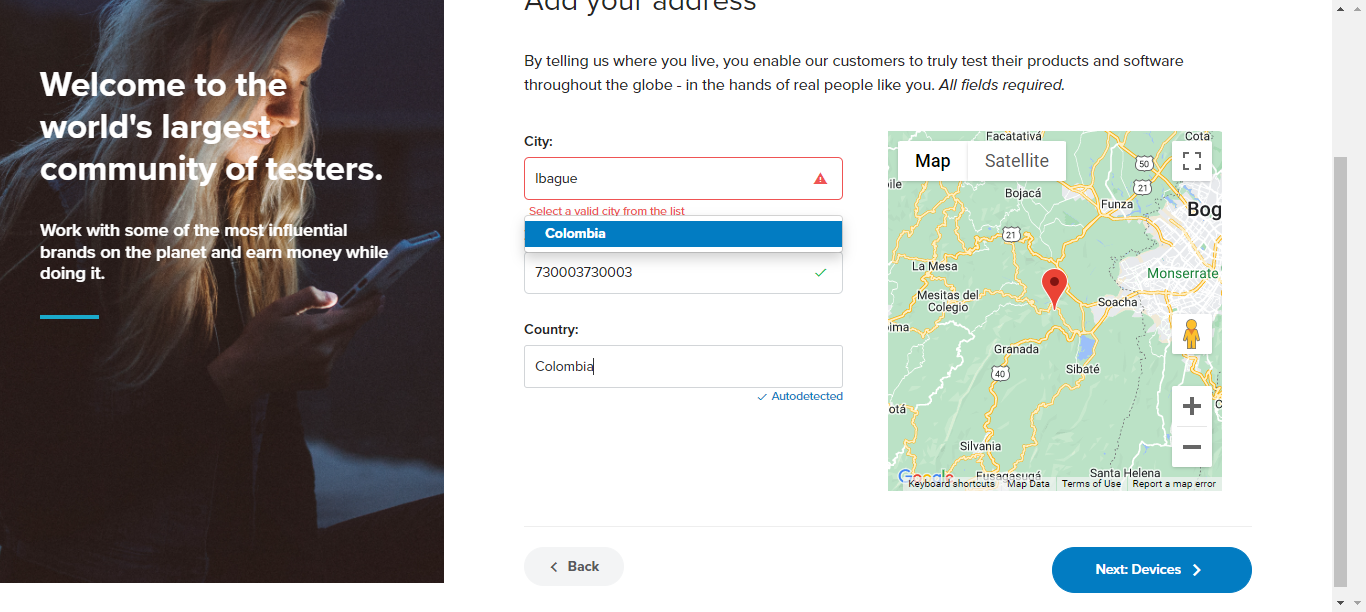 Add your address
Welcome to the
world's largest
community of testers.
Work with some of the most influential
brands on the planet and earn money while
doing it.
By telling us where you live, you enable our customers to truly test their products and software
throughout the globe - in the hands of real people like you. All fields required.
City:
Ibague
Select a valid city from the list
Colombia
730003730003
Country:
Colombia
Autodetected
Map
Satellite
Facatativá
Cota
50
21
Bojacá
Funza
Bog
21
La Mesa
Monserrate
Mesitas del
Colegio
Soacha
Granada
Sibaté
40
Silvania
Fusagasugá
Santa Helena
Google
Keyboard shortcuts
Map Data
Terms of Use
Report a map error
Back
Next: Devices